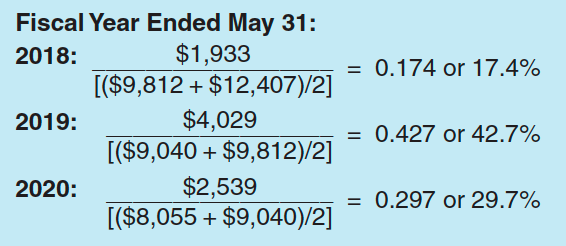 Fiscal Year Ended May 31:
2018: $1,933
[($9,812 + $12,407)/2] = 0.174 or 17.4%
2019: $4,029
[($9,040 + $9,812)/2] = 0.427 or 42.7%
2020: $2,539
[($8,055 + $9,040)/2] = 0.297 or 29.7%